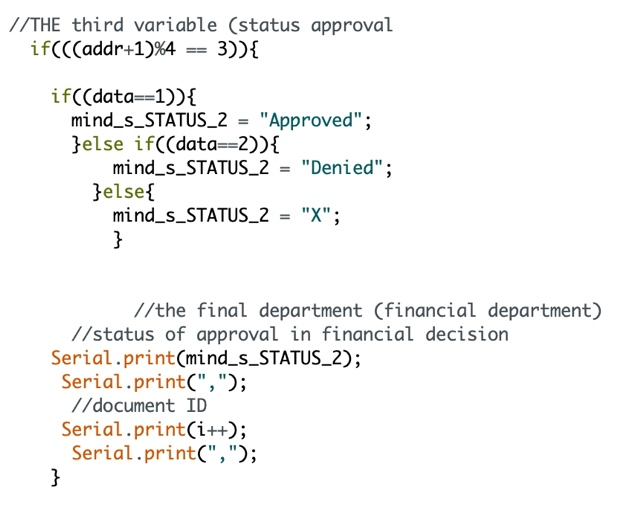 //THE third variable (status approval
if(((addr+1)%4 == 3)){
if((data==1)){
mind_s_STATUS_2 = "Approved";
}else if((data==2)){
mind_s_STATUS_2 = "Denied";
}else{
mind_s_STATUS_2 = "X";
}
//the final department (financial department)
//status of approval in financial decision
Serial.print(mind_s_STATUS_2);
Serial.print(",");
//document ID
Serial.print(i++);
Serial.print(",");
}